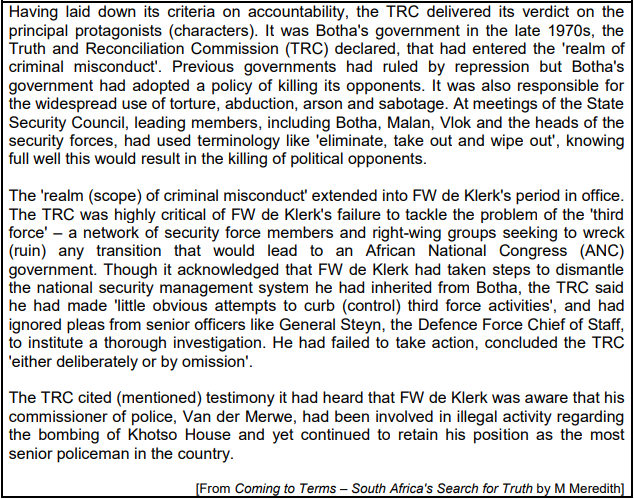 Having laid down its criteria on accountability, the TRC delivered its verdict on the
principal protagonists (characters). It was Botha's government in the late 1970s, the
Truth and Reconciliation Commission (TRC) declared, that had entered the 'realm of
criminal misconduct'. Previous governments had ruled by repression but Botha's
government had adopted a policy of killing its opponents. It was also responsible for
the widespread use of torture, abduction, arson and sabotage. At meetings of the State
Security Council, leading members, including Botha, Malan, Vlok and the heads of the
security forces, had used terminology like 'eliminate, take out and wipe out', knowing
full well this would result in the killing of political opponents.

The 'realm (scope) of criminal misconduct' extended into FW de Klerk's period in office.
The TRC was highly critical of FW de Klerk's failure to tackle the problem of the 'third
force' – a network of security force members and right-wing groups seeking to wreck
(ruin) any transition that would lead to an African National Congress (ANC)
government. Though it acknowledged that FW de Klerk had taken steps to dismantle
the national security management system he had inherited from Botha, the TRC said
he had made 'little obvious attempts to curb (control) third force activities', and had
ignored pleas from senior officers like General Steyn, the Defence Force Chief of Staff,
to institute a thorough investigation. He had failed to take action, concluded the TRC
'either deliberately or by omission'.

The TRC cited (mentioned) testimony it had heard that FW de Klerk was aware that his
commissioner of police, Van der Merwe, had been involved in illegal activity regarding
the bombing of Khotso House and yet continued to retain his position as the most
senior policeman in the country.

[From Coming to Terms – South Africa's Search for Truth by M Meredith]